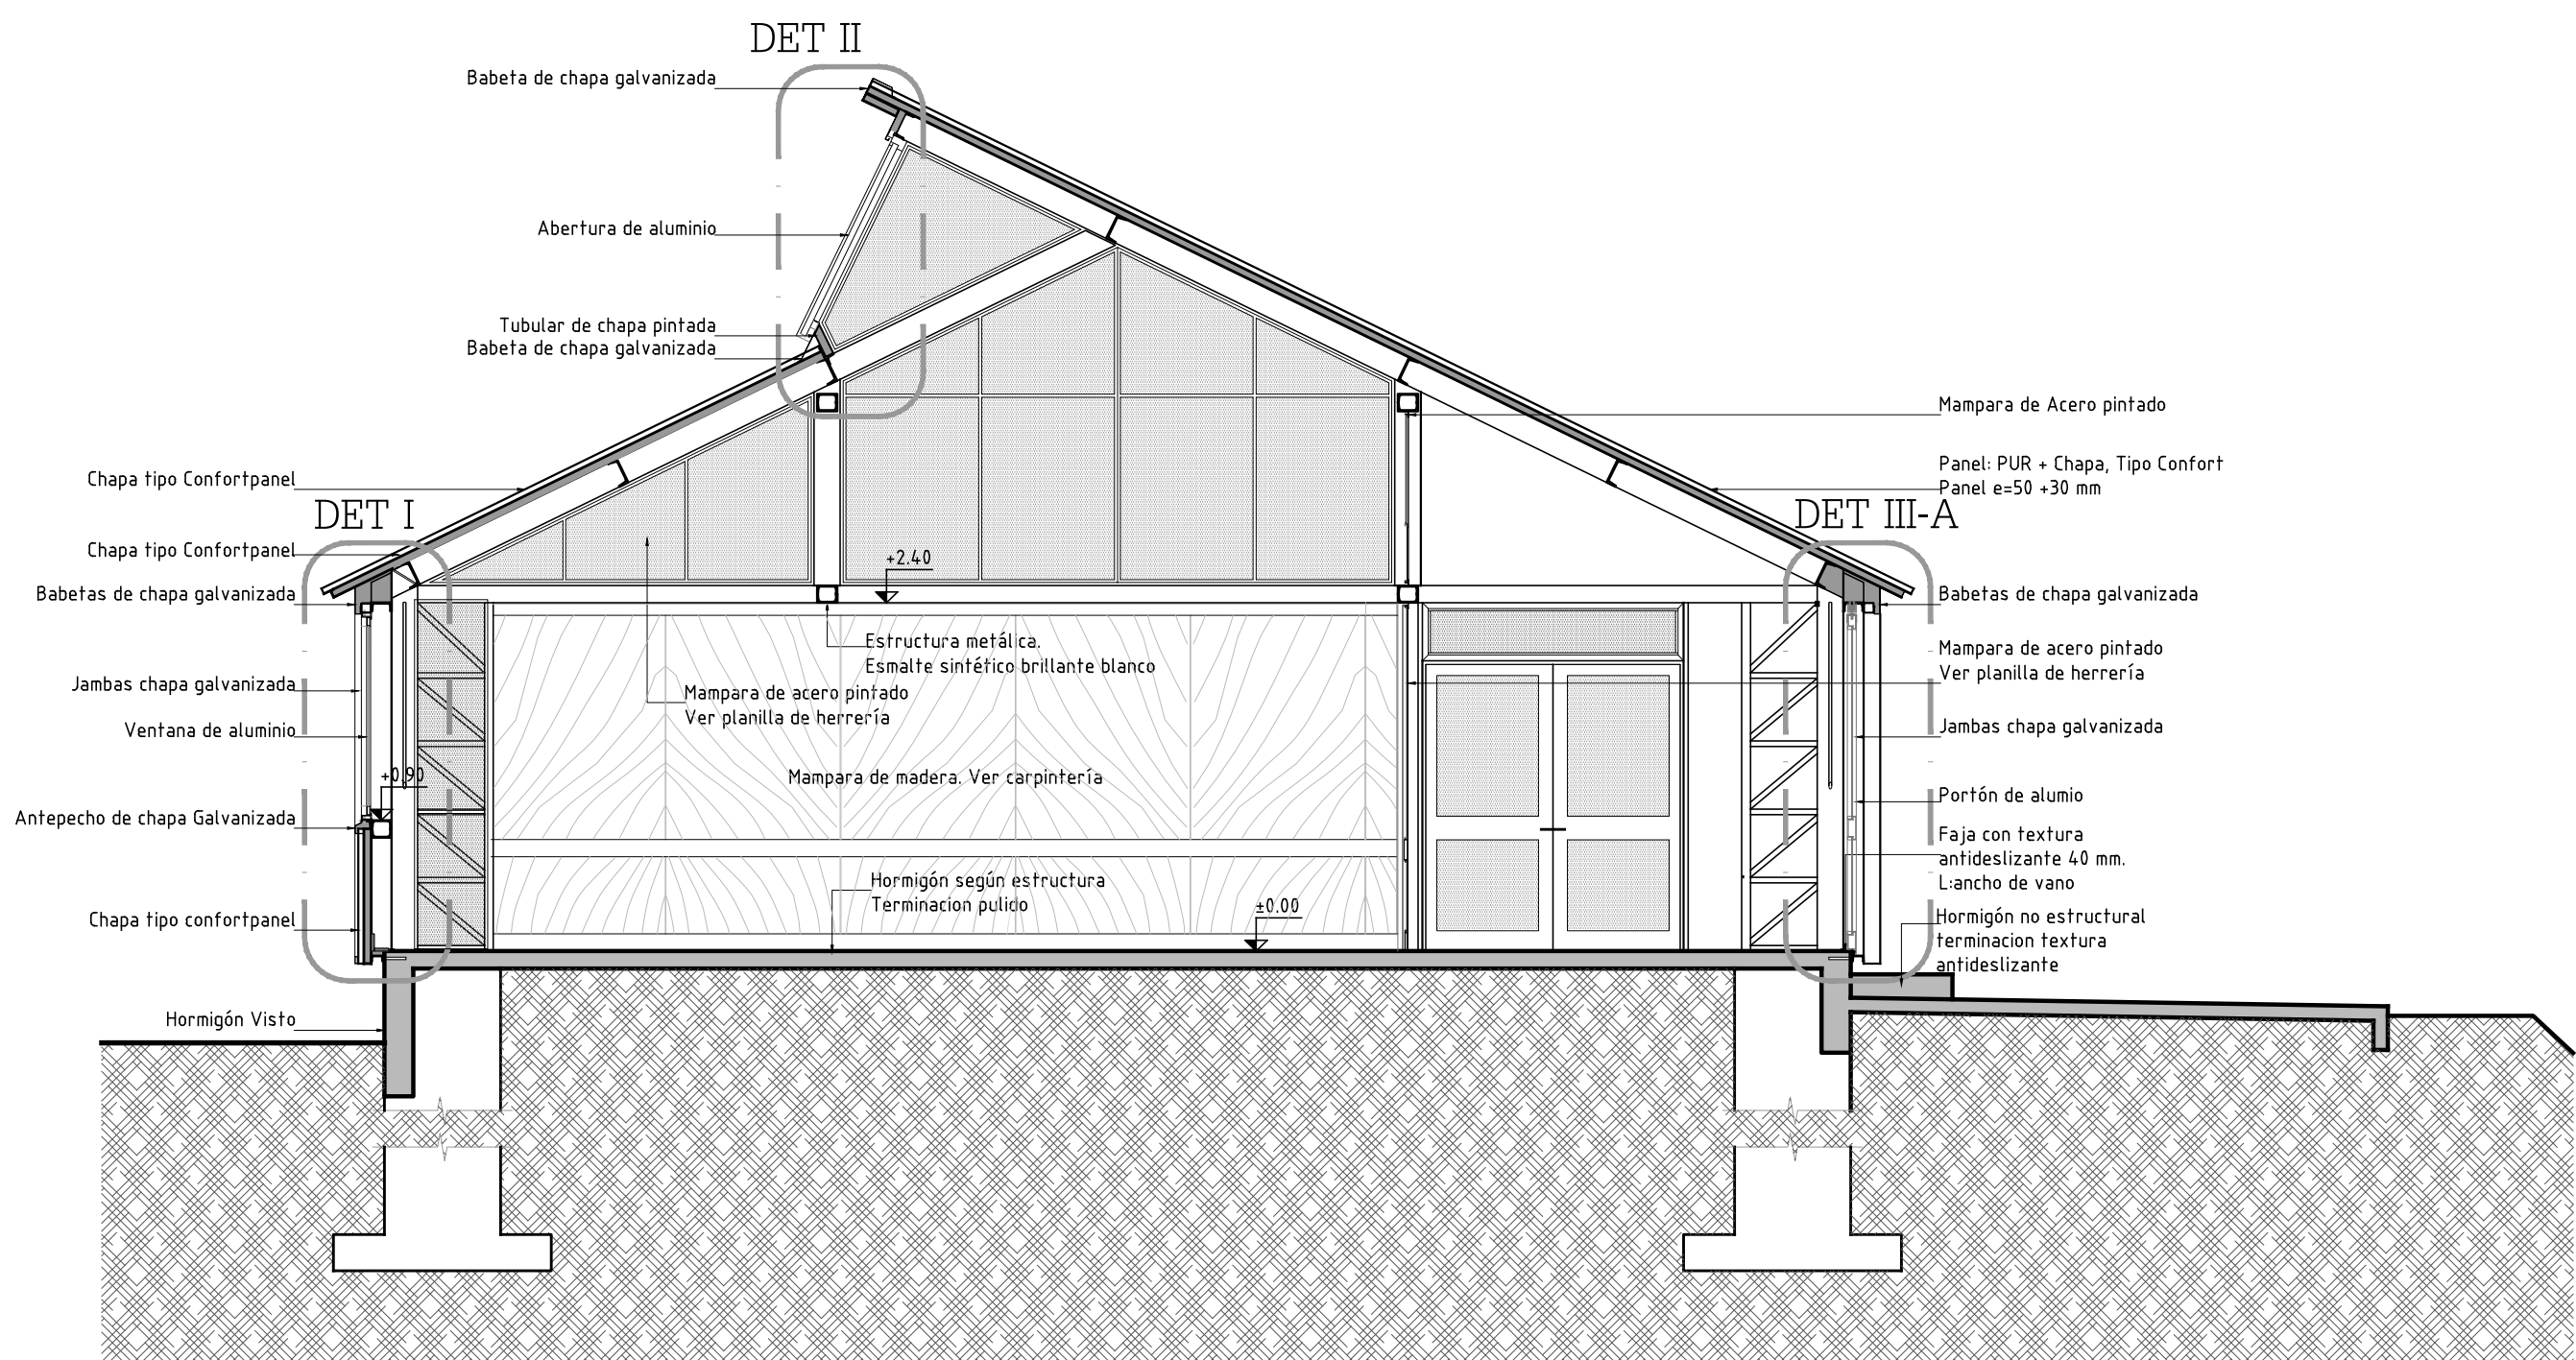 DET II
Babeta de chapa galvanizada
Abertura de aluminio
Tubular de chapa pintada
Babeta de chapa galvanizada
Chapa tipo Confortpanel
DET I
Chapa tipo Confortpanel
Babetas de chapa galvanizada
Jambas chapa galvanizada
Ventana de aluminio
+0.90
Antepecho de chapa Galvanizada
Chapa tipo confortpanel
Hormigón Visto
+2.40
Estructura metálica.
Esmalte sintético brillante blanco
Mampara de acero pintado
Ver planilla de herrería
Mampara de madera. Ver carpintería
Hormigón según estructura
Terminacion pulido
±0.00
Mampara de Acero pintado
Panel: PUR + Chapa, Tipo Confort
Panel e=50 +30 mm
DET III-A
Babetas de chapa galvanizada
Mampara de acero pintado
Ver planilla de herrería
Jambas chapa galvanizada
Portón de alumio
Faja con textura
antideslizante 40 mm.
L:ancho de vano
Hormigón no estructural
terminacion textura
antideslizante